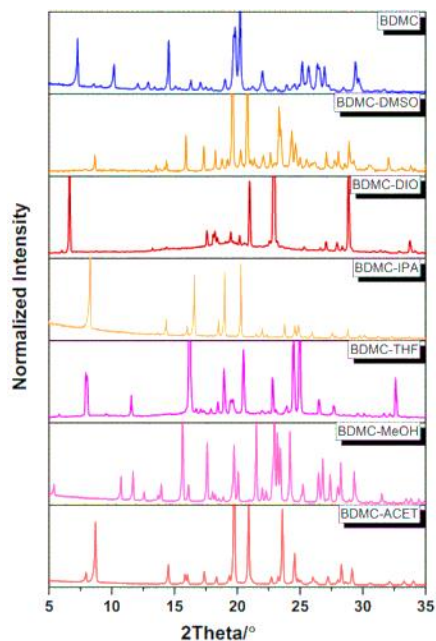 BDMC
BDMC-DMSO
BDMC-DIO
BDMC-IPA
BDMC-THF
BDMC-MeOH
BDMC-ACET
Normalized Intensity
5 10 15 20 25 30 35
2Theta/°